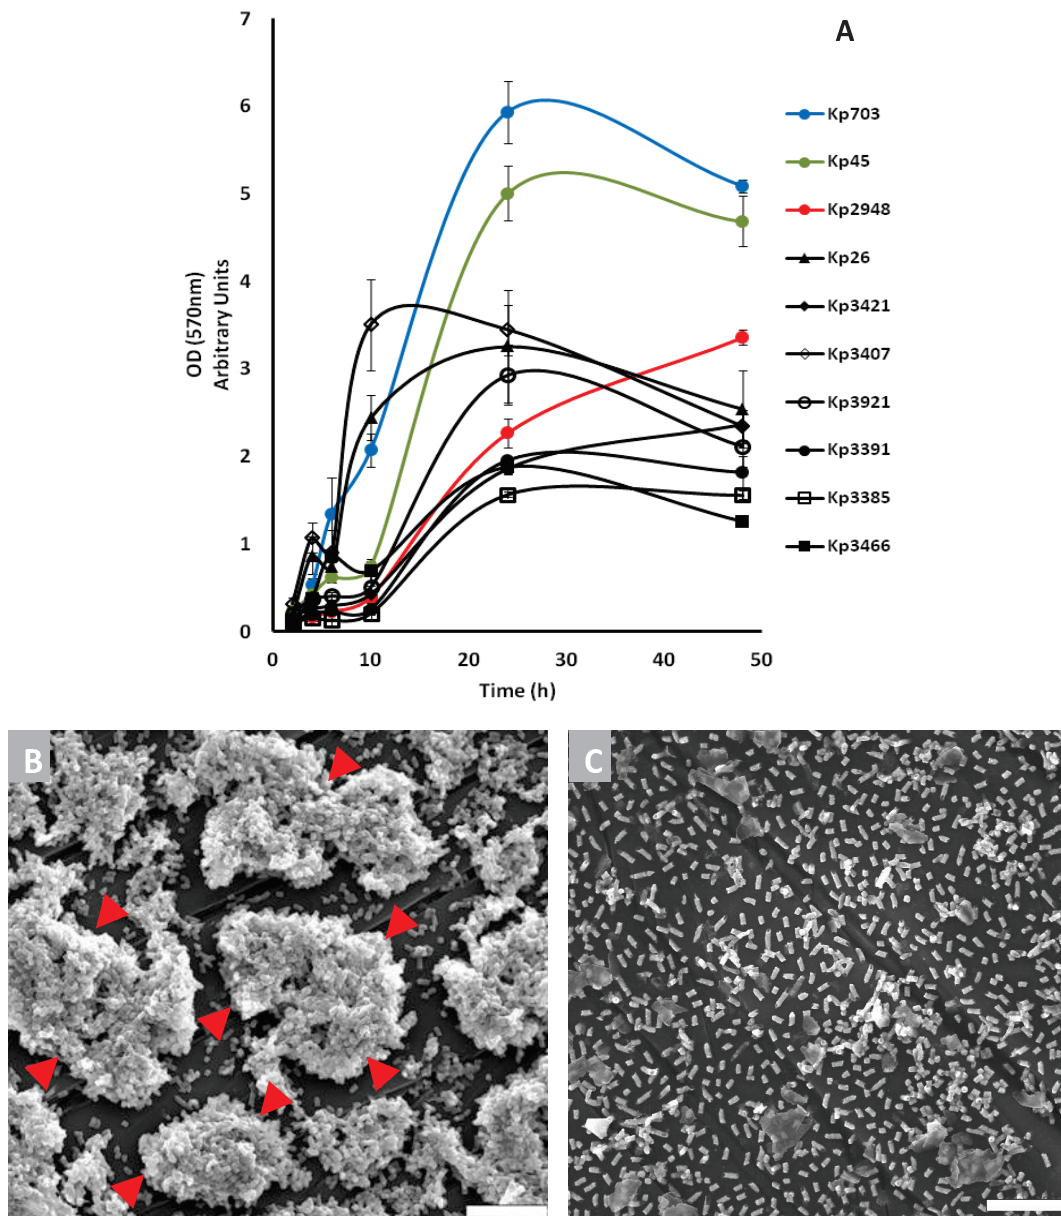 A
7
6
5
4
3
2
1
0
OD (570nm)
Arbitrary Units
0 10 20 30 40 50
Time (h)
Kp703
Kp45
Kp2948
Kp26
Kp3421
Kp3407
Kp3921
Kp3391
Kp3385
Kp3466
B
C